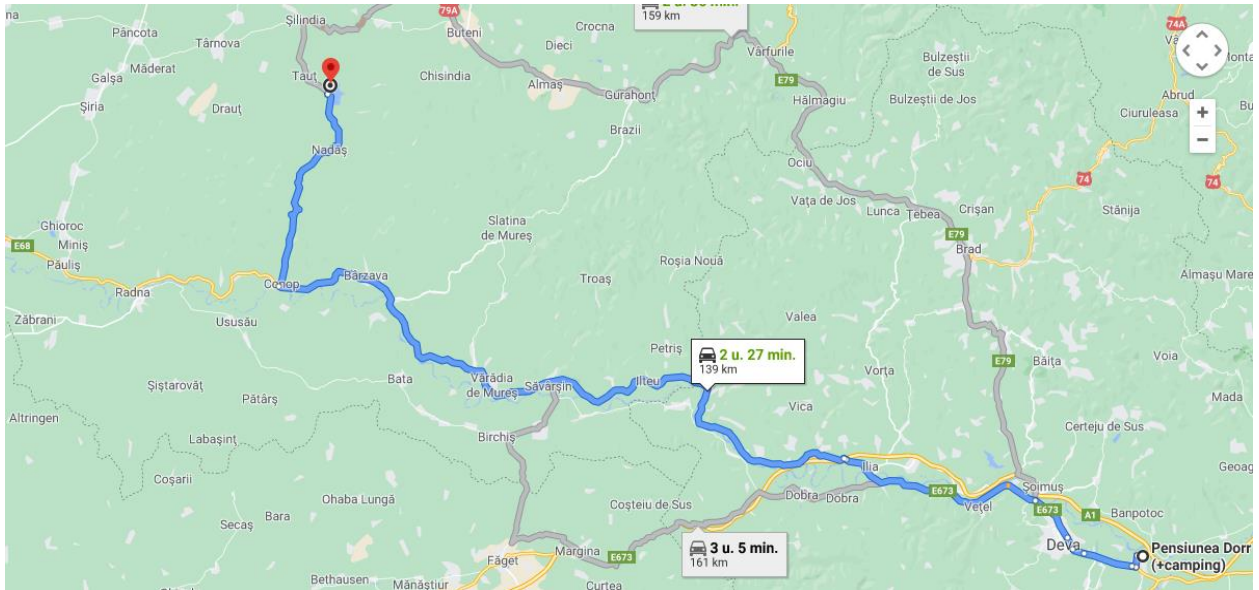 79A
2 u. 50 min.
159 km
Șilindia
Buteni
Crocna
Dieci
Vârfurile
74A
Pâncota
Târnova
Măderat
Galșa
Șiria
Drauț
Tauț
Chisindia
Almaș
Gurahonț
Brazii
E79
Hălmagiu
Bulzeștii
de Sus
Bulzeștii de Jos
Abrud
Ciuruleasa
+
−
Nadăș
Ociu
74
74
Vața de Jos
Lunca
Țebea
Crișan
Stănija
E79
Brad
Slatina
de Mureș
Roșia Nouă
Troaș
Ghioroc
Miniș
E68
Păuliș
Radna
Conop
Bârzava
Zăbrani
Ususău
Almașu Mare
Valea
Petriș
2 u. 27 min.
139 km
E79
Băița
Voia
Vorța
Vica
Mada
Șiștarovăț
Pătârș
Bata
Vărădia
de Mureș
Săvârșin
Ilteu
Altringen
Labașinț
Birchiș
Certeju de Sus
Geoag
Coșarii
Ohaba Lungă
Coșteiu de Sus
Dobra
Dobra
Ilia
E673
Vețel
Șoimuș
E673
A1
Banpotoc
Secaș
Bara
Făget
Margina
E673
3 u. 5 min.
161 km
Deva
Pensiunea Dorr
(+camping)
Bethausen
Mănăștiur
Curtea